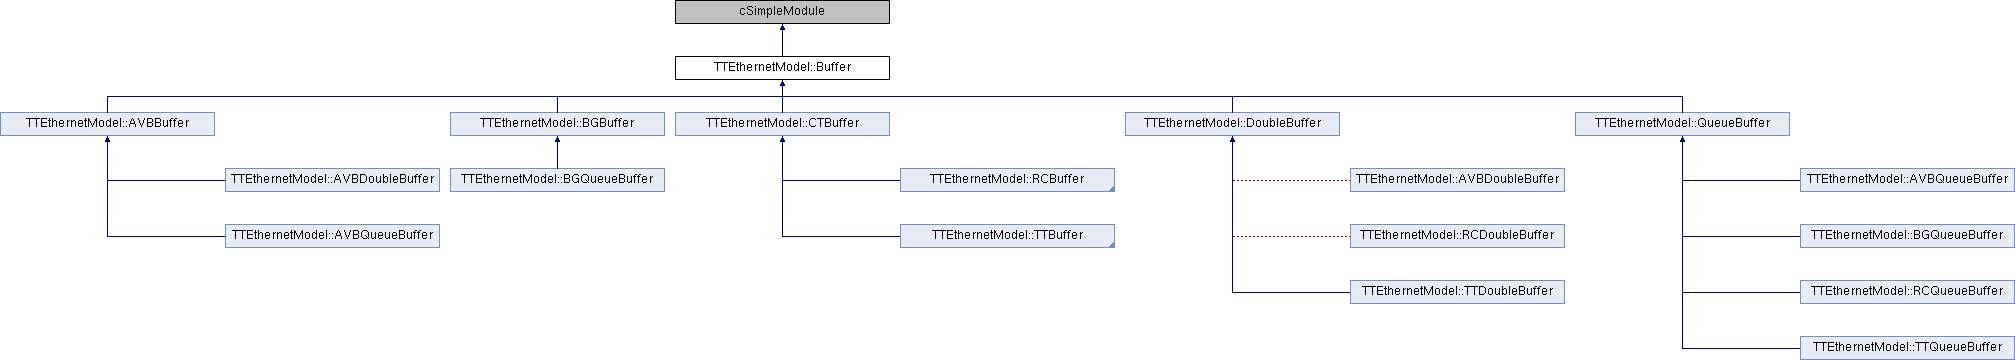 cSimpleModule
TTEthernetModel::Buffer
TTEthernetModel::AVBBuffer
TTEthernetModel::BGBuffer
TTEthernetModel::CTBuffer
TTEthernetModel::DoubleBuffer
TTEthernetModel::QueueBuffer
TTEthernetModel::AVBDoubleBuffer
TTEthernetModel::BGQueueBuffer
TTEthernetModel::RCBuffer
TTEthernetModel::AVBDoubleBuffer
TTEthernetModel::AVBQueueBuffer
TTEthernetModel::AVBQueueBuffer
TTEthernetModel::TTBuffer
TTEthernetModel::RCDoubleBuffer
TTEthernetModel::BGQueueBuffer
TTEthernetModel::TTDoubleBuffer
TTEthernetModel::RCQueueBuffer
TTEthernetModel::TTQueueBuffer